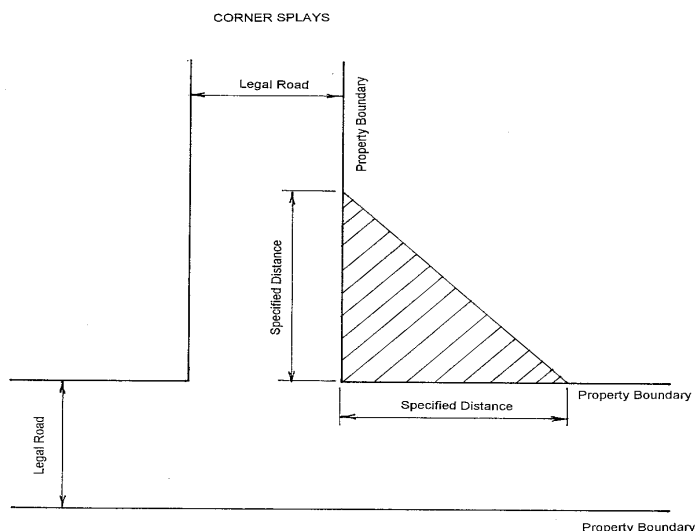 CORNER SPLAYS
Legal Road
Property Boundary
Specified Distance
Specified Distance
Property Boundary
Legal Road
Property Boundary